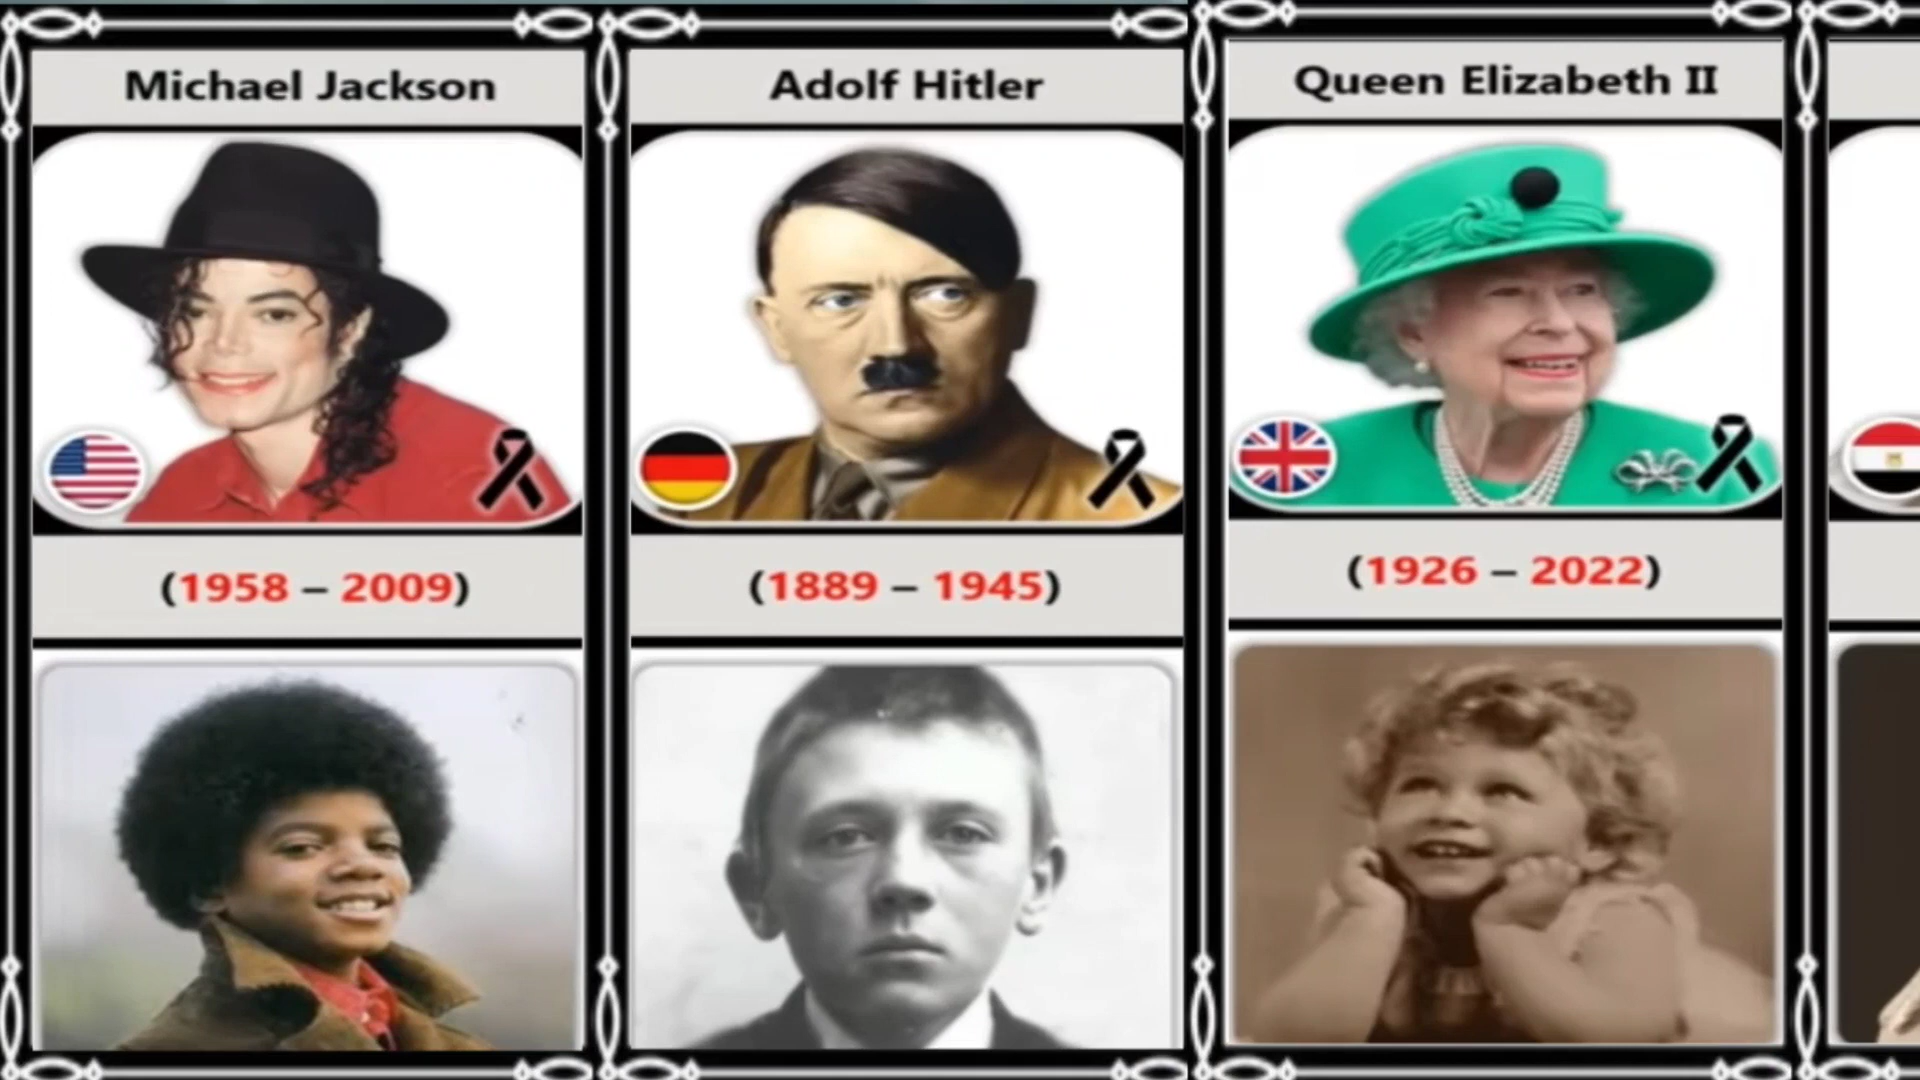 Michael Jackson
(1958 – 2009)
Adolf Hitler
(1889 – 1945)
Queen Elizabeth II
(1926 – 2022)